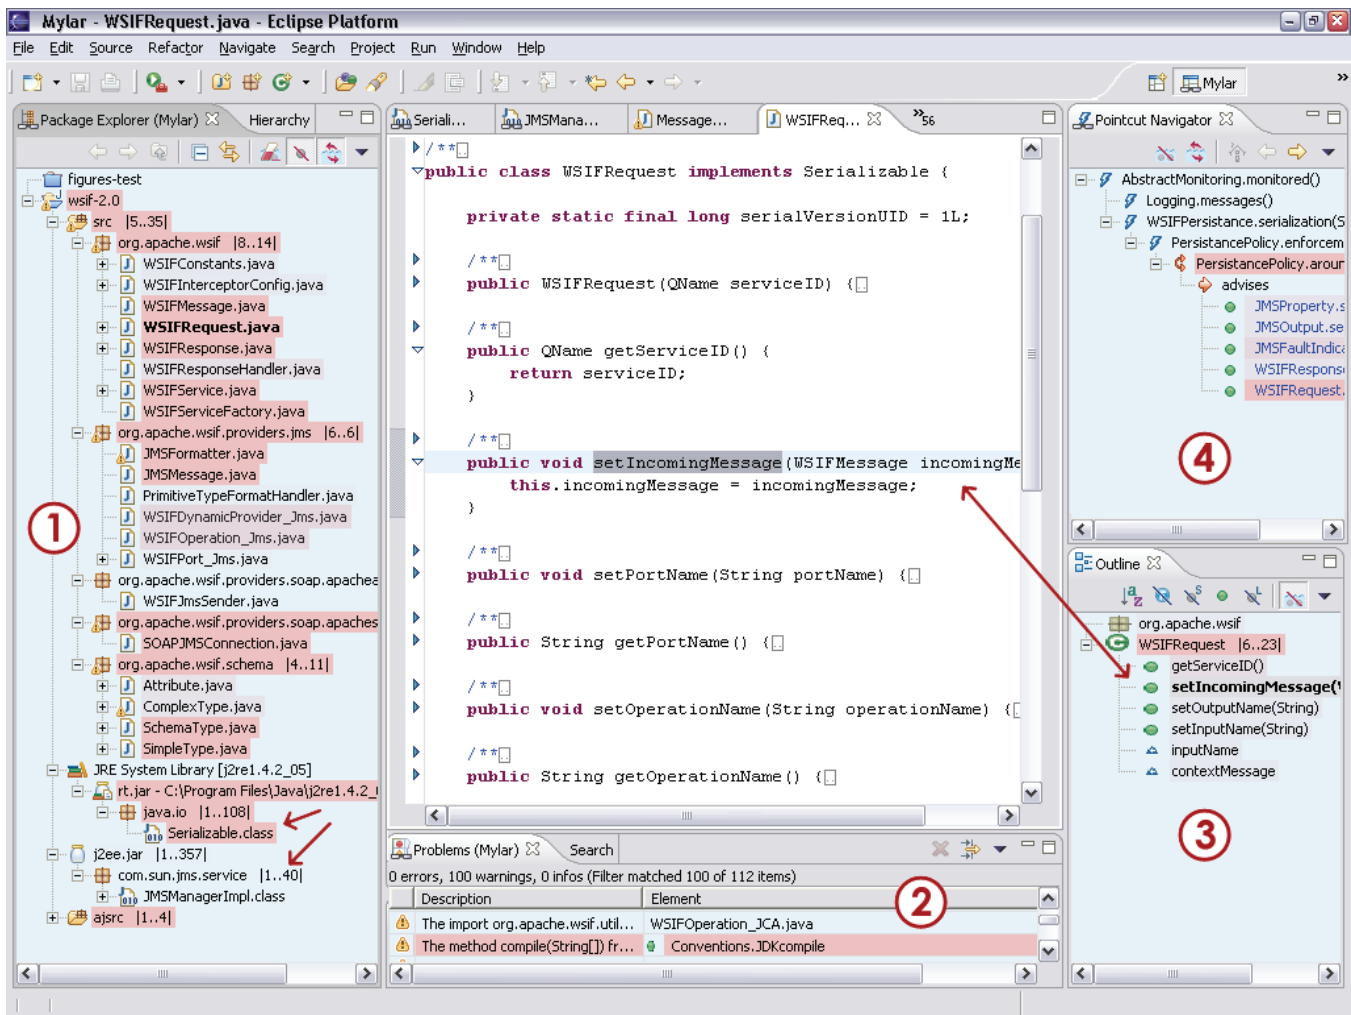 Mylar - WSIFRequest.java - Eclipse Platform
File Edit Source Refactor Navigate Search Project Run Window Help
Mylar
Package Explorer (Mylar) Hierarchy
figures-test
wsif-2.0
src |5..35|
org.apache.wsif |8..14|
WSIFConstants.java
WSIFInterceptorConfig.java
WSIFMessage.java
WSIFRequest.java
WSIFResponse.java
WSIFResponseHandler.java
WSIFService.java
WSIFServiceFactory.java
org.apache.wsif.providers.jms |6..6|
JMSFormatter.java
JMSMessage.java
PrimitiveTypeFormatHandler.java
WSIFDynamicProvider_Jms.java
WSIFOperation_Jms.java
WSIFPort_Jms.java
org.apache.wsif.providers.soap.apachea
WSIFJmsSender.java
org.apache.wsif.providers.soap.apaches
SOAPJMSConnection.java
org.apache.wsif.schema |4..11|
Attribute.java
ComplexType.java
SchemaType.java
SimpleType.java
JRE System Library [j2re1.4.2_05]
rt.jar - C:\Program Files\Java\j2re1.4.2_(
java.io |1..108|
Serializable.class
j2ee.jar |1..357|
com.sun.jms.service |1..40|
JMSManagerImpl.class
ajsrc |1..4|
1
Seriali... JMSMana... Message... WSIFReq... »56
/**
public class WSIFRequest implements Serializable {
private static final long serialVersionUID = 1L;
/**
public WSIFRequest(QName serviceID) {
/**
public QName getServiceID() {
return serviceID;
}
/**
public void setIncomingMessage(WSIFMessage incomingMe
this.incomingMessage = incomingMessage;
}
/**
public void setPortName(String portName) {
/**
public String getPortName() {
/**
public void setOperationName(String operationName) {
/**
public String getOperationName() {
Problems (Mylar) Search
0 errors, 100 warnings, 0 infos (Filter matched 100 of 112 items)
Description Element
The import org.apache.wsif.util... WSIFOperation_JCA.java
The method compile(String[]) fr... Conventions.JDKcompile
2
Pointcut Navigator
AbstractMonitoring.monitored()
Logging.messages()
WSIFPersistance.serialization(S
PersistancePolicy.enforcem
PersistancePolicy.aroun
advises
JMSProperty.s
JMSOutput.se
JMSFaultIndica
WSIFRespons
WSIFRequest.
4
Outline
org.apache.wsif
WSIFRequest |6..23|
getServiceID()
setIncomingMessage(
setOutputName(String)
setInputName(String)
inputName
contextMessage
3